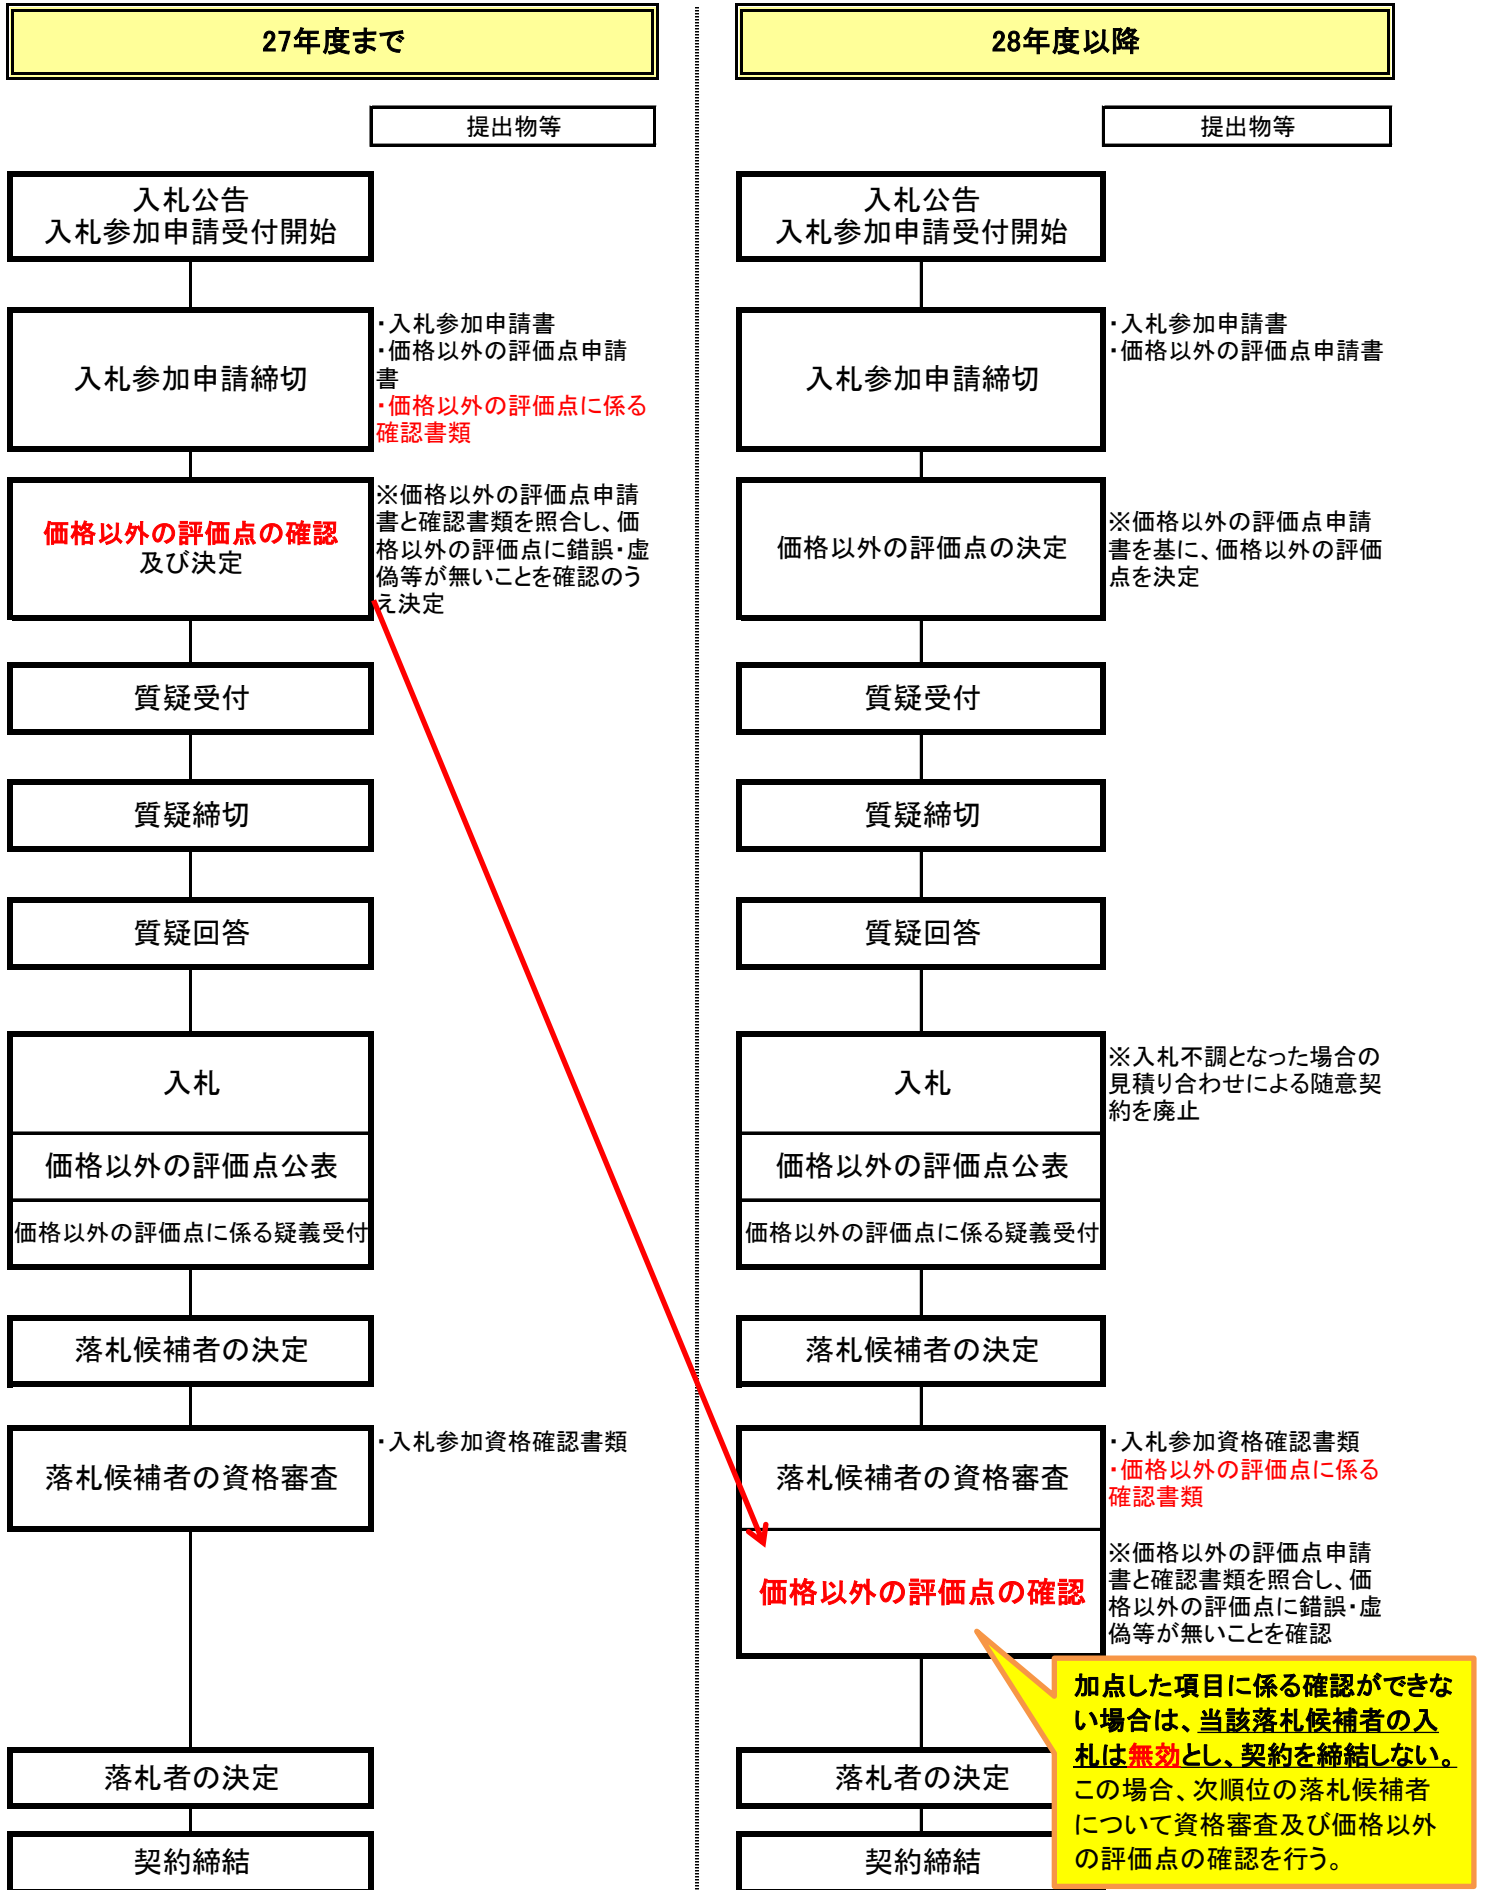 27年度まで
提出物等
入札公告
入札参加申請受付開始
入札参加申請締切
・入札参加申請書
・価格以外の評価点申請
書
・価格以外の評価点に係る
確認書類
価格以外の評価点の確認
及び決定
※価格以外の評価点申請
書と確認書類を照合し、価
格以外の評価点に錯誤・虚
偽等が無いことを確認のう
え決定
質疑受付
質疑締切
質疑回答
入札
価格以外の評価点公表
価格以外の評価点に係る疑義受付
落札候補者の決定
落札候補者の資格審査
・入札参加資格確認書類
落札者の決定
契約締結
28年度以降
提出物等
入札公告
入札参加申請受付開始
入札参加申請締切
・入札参加申請書
・価格以外の評価点申請書
価格以外の評価点の決定
※価格以外の評価点申請
書を基に、価格以外の評価
点を決定
質疑受付
質疑締切
質疑回答
入札
※入札不調となった場合の
見積り合わせによる随意契
約を廃止
価格以外の評価点公表
価格以外の評価点に係る疑義受付
落札候補者の決定
落札候補者の資格審査
・入札参加資格確認書類
・価格以外の評価点に係る
確認書類
価格以外の評価点の確認
※価格以外の評価点申請
書と確認書類を照合し、価
格以外の評価点に錯誤・虚
偽等が無いことを確認
加点した項目に係る確認ができな
い場合は、当該落札候補者の入
札は無効とし、契約を締結しない。
この場合、次順位の落札候補者
について資格審査及び価格以外
の評価点の確認を行う。
落札者の決定
契約締結